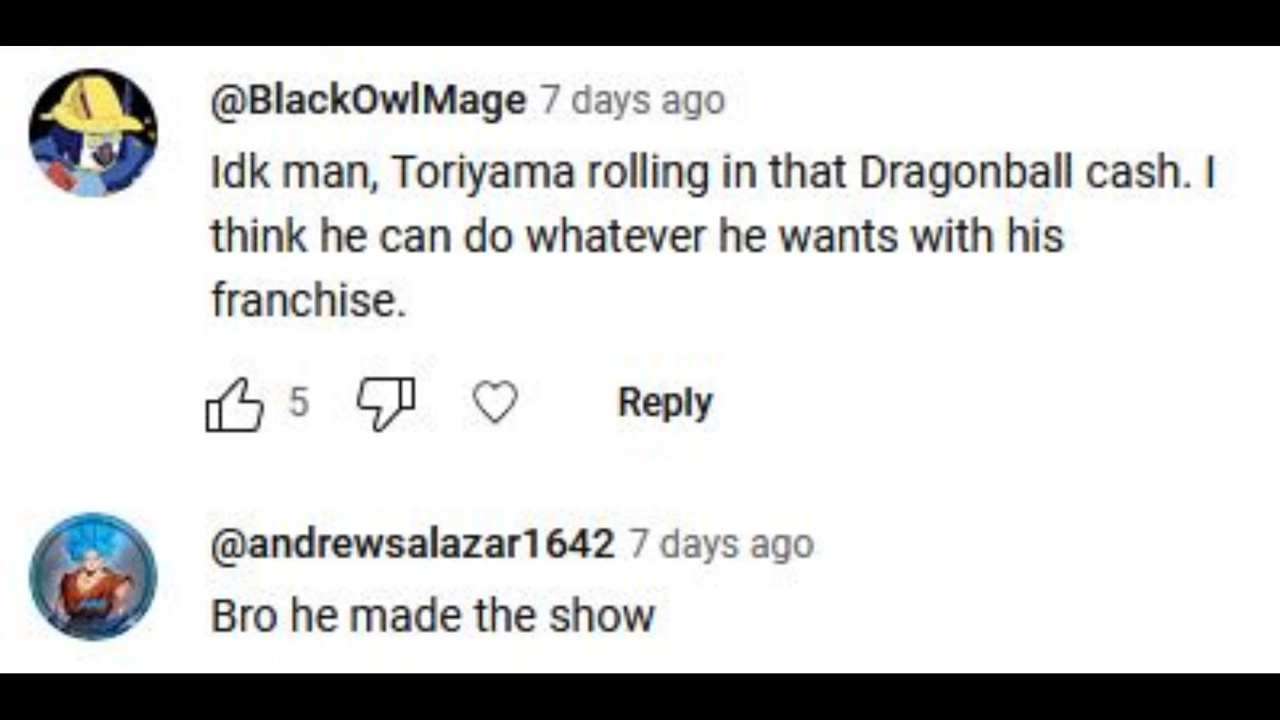 @BlackOwlMage 7 days ago
Idk man, Toriyama rolling in that Dragonball cash. I
think he can do whatever he wants with his
franchise.
5 Reply
@andrewsalazar1642 7 days ago
Bro he made the show